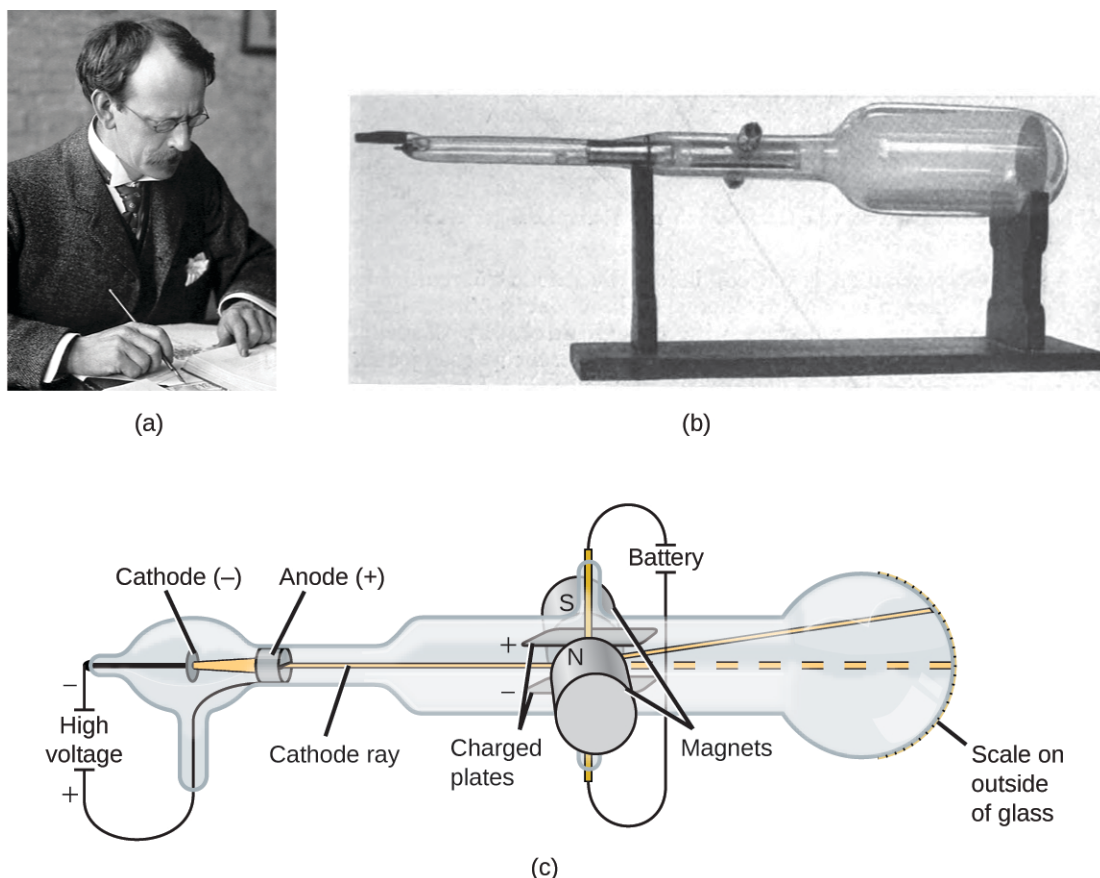 (a)
(b)
Cathode (–)
Anode (+)
Battery
S
+
N
–
–
High
voltage
+
Cathode ray
Charged
plates
Magnets
Scale on
outside
of glass
(c)